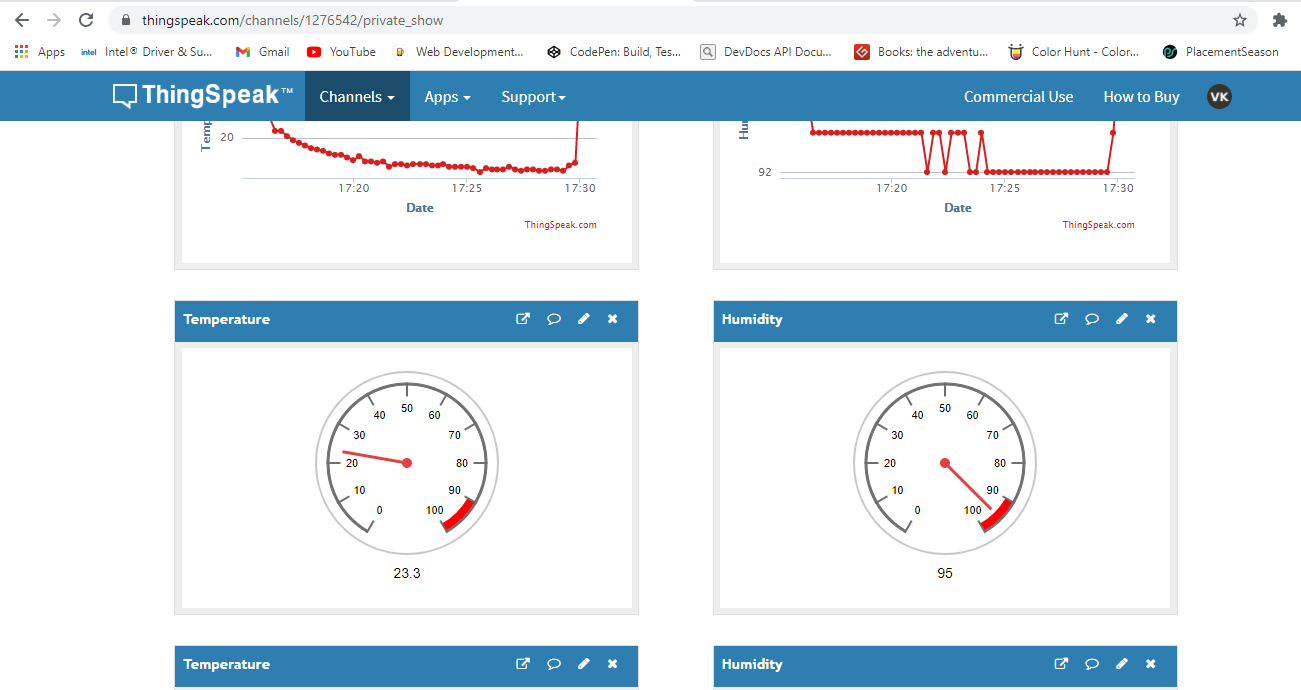 thingspeak.com/channels/1276542/private_show
Apps intel Intel® Driver & Su... Gmail YouTube Web Development... CodePen: Build, Tes... DevDocs API Docu... Books: the adventu... Color Hunt - Color... PlacementSeason
ThingSpeak™ Channels Apps Support Commercial Use How to Buy VK
Temp
20
17:20 17:25 17:30
Date
ThingSpeak.com
Hu
92
17:20 17:25 17:30
Date
ThingSpeak.com
Temperature
0 10 20 30 40 50 60 70 80 90 100
23.3
Humidity
0 10 20 30 40 50 60 70 80 90 100
95
Temperature
Humidity